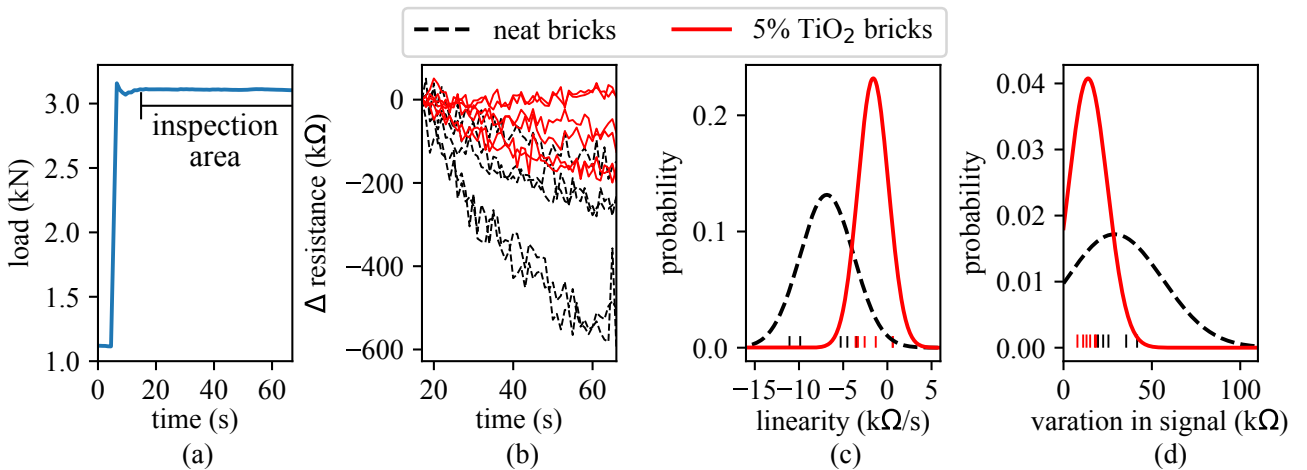 neat bricks
5% TiO₂ bricks
load (kN)
3.0
2.5
2.0
1.5
1.0
0
20
40
60
time (s)
inspection
area
(a)
Δ resistance (kΩ)
0
−200
−400
−600
20
40
60
time (s)
(b)
probability
0.2
0.1
0.0
−15
−10
−5
0
5
linearity (kΩ/s)
(c)
probability
0.04
0.03
0.02
0.01
0.00
0
50
100
varation in signal (kΩ)
(d)